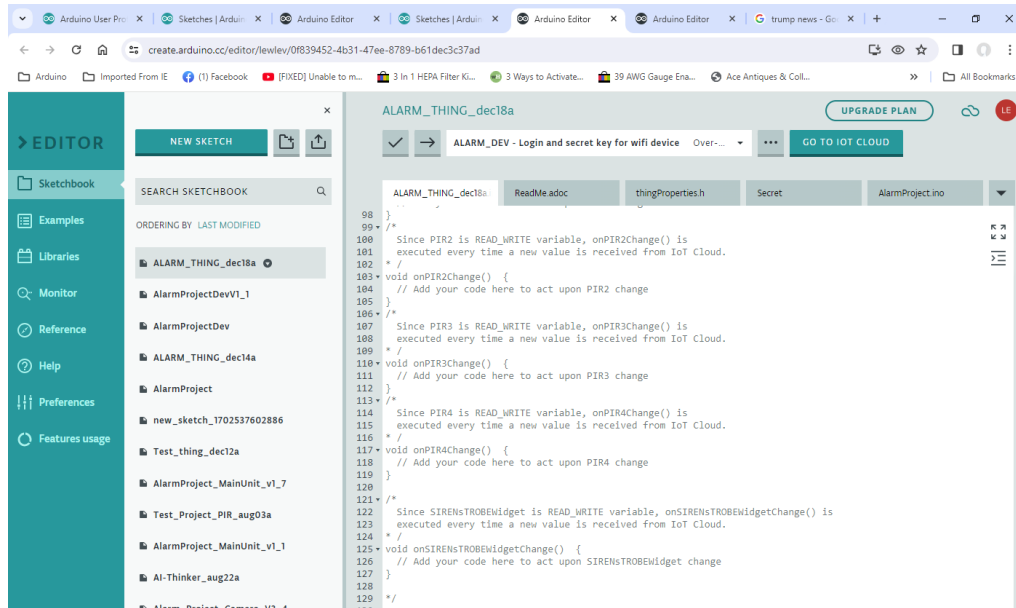 Arduino User Pro
Sketches | Arduin
Arduino Editor
Sketches | Arduin
Arduino Editor
Arduino Editor
trump news - Go
create.arduino.cc/editor/lewlev/0f839452-4b31-47ee-8789-b61dec3c37ad
Arduino
Imported From IE
(1) Facebook
[FIXED] Unable to m...
3 In 1 HEPA Filter Ki...
3 Ways to Activate...
39 AWG Gauge Ena...
Ace Antiques & Coll...
»
All Bookmarks
EDITOR
Sketchbook
Examples
Libraries
Monitor
Reference
Help
Preferences
Features usage
NEW SKETCH
SEARCH SKETCHBOOK
ORDERING BY LAST MODIFIED
ALARM_THING_dec18a
AlarmProjectDevV1_1
AlarmProjectDev
ALARM_THING_dec14a
AlarmProject
new_sketch_1702537602886
Test_thing_dec12a
AlarmProject_MainUnit_v1_7
Test_Project_PIR_aug03a
AlarmProject_MainUnit_v1_1
AI-Thinker_aug22a
ALARM_THING_dec18a
UPGRADE PLAN
LE
ALARM_DEV - Login and secret key for wifi device Over-...
GO TO IOT CLOUD
ALARM_THING_dec18a
ReadMe.adoc
thingProperties.h
Secret
AlarmProject.ino
98 }
99 /*
100 Since PIR2 is READ_WRITE variable, onPIR2Change() is
101 executed every time a new value is received from IoT Cloud.
102 * /
103 void onPIR2Change() {
104 // Add your code here to act upon PIR2 change
105 }
106 /*
107 Since PIR3 is READ_WRITE variable, onPIR3Change() is
108 executed every time a new value is received from IoT Cloud.
109 * /
110 void onPIR3Change() {
111 // Add your code here to act upon PIR3 change
112 }
113 /*
114 Since PIR4 is READ_WRITE variable, onPIR4Change() is
115 executed every time a new value is received from IoT Cloud.
116 * /
117 void onPIR4Change() {
118 // Add your code here to act upon PIR4 change
119 }
120
121 /*
122 Since SIRENsTROBEWidget is READ_WRITE variable, onSIRENsTROBEWidgetChange() is
123 executed every time a new value is received from IoT Cloud.
124 * /
125 void onSIRENsTROBEWidgetChange() {
126 // Add your code here to act upon SIRENsTROBEWidget change
127 }
128
129 */